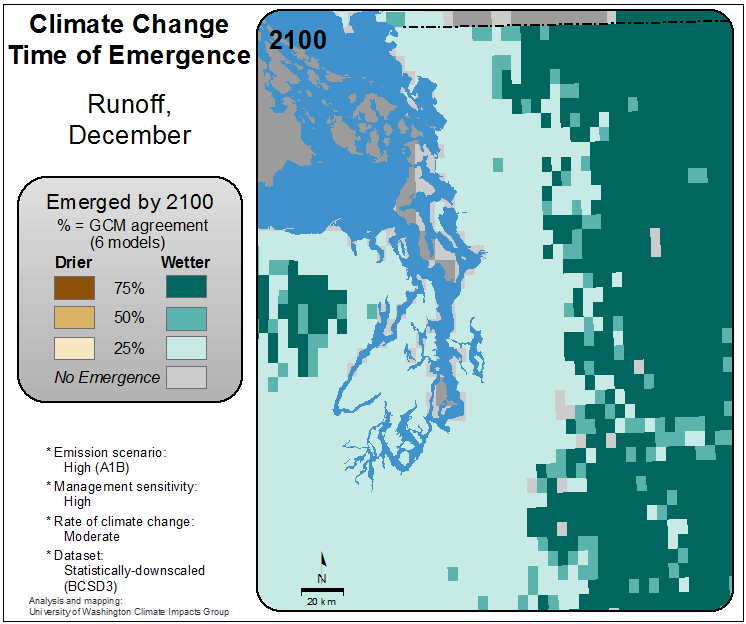 Climate Change
Time of Emergence
Runoff,
December
Emerged by 2100
% = GCM agreement
(6 models)
Drier Wetter
75%
50%
25%
No Emergence
* Emission scenario:
High (A1B)
* Management sensitivity:
High
* Rate of climate change:
Moderate
* Dataset:
Statistically-downscaled
(BCSD3)
Analysis and mapping:
University of Washington Climate Impacts Group
2100
N
20 km